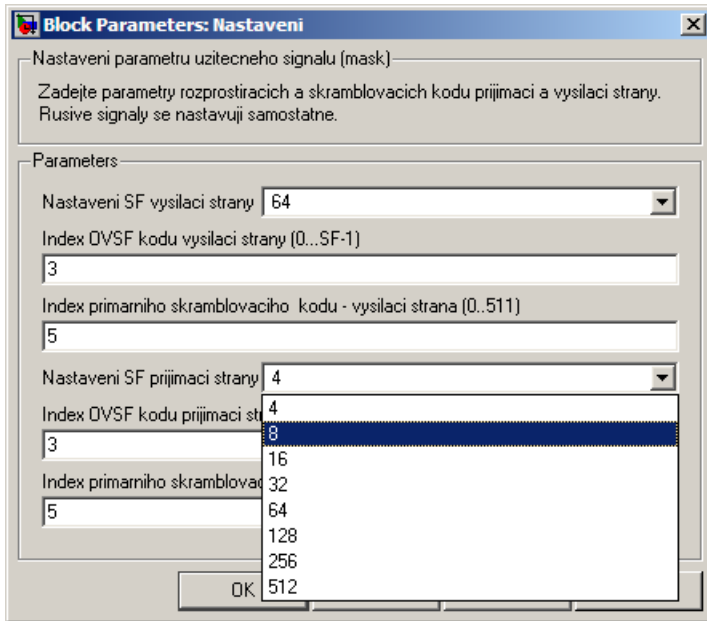 Block Parameters: Nastaveni
Nastaveni parametru uzitecneho signalu (mask)
Zadejte parametry rozprostiracich a skramblovacich kodu prijimaci a vysilaci strany.
Rusive signaly se nastavuji samostatne.
Parameters
Nastaveni SF vysilaci strany 64
Index OVSF kodu vysilaci strany (0...SF-1)
3
Index primarniho skramblovaciho kodu - vysilaci strana (0..511)
5
Nastaveni SF prijimaci strany 4
Index OVSF kodu prijimaci
4
3
8
16
Index primarniho
32
5
64
128
256
OK
512